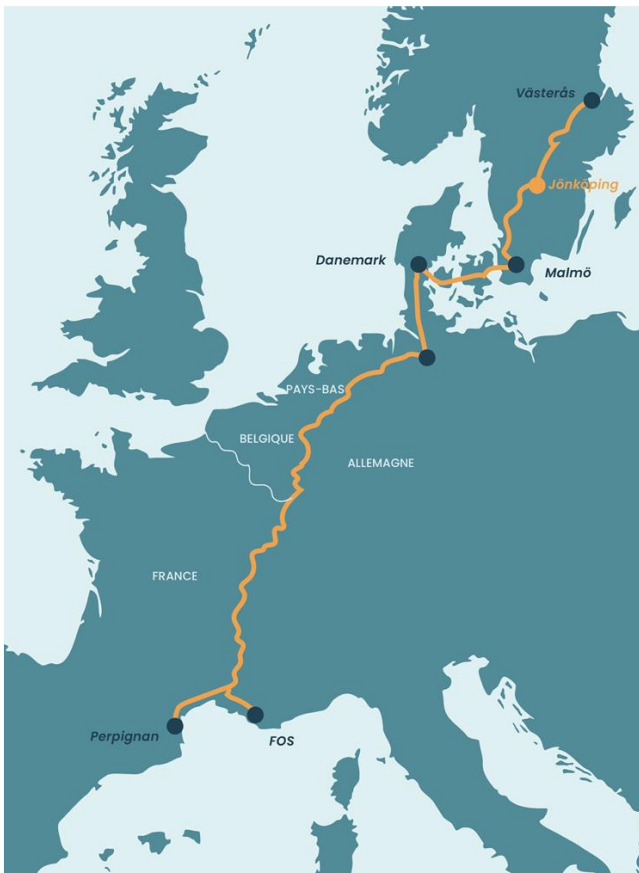 Västerås
Jönköping
Danemark
Malmö
PAYS-BAS
BELGIQUE
ALLEMAGNE
FRANCE
Perpignan
FOS